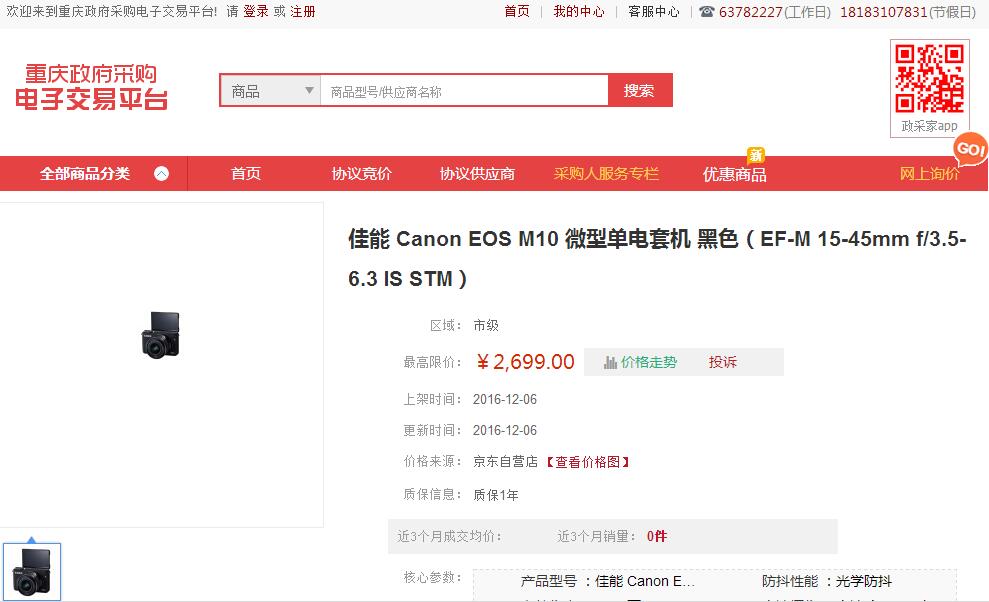 欢迎来到重庆政府采购电子交易平台! 请 登录 或 注册
首页 我的中心 客服中心 63782227(工作日) 18183107831(节假日)
重庆政府采购
电子交易平台
商品 商品型号/供应商名称 搜索
政采家app
GO!
新
全部商品分类 首页 协议竞价 协议供应商 采购人服务专栏 优惠商品 网上询价
佳能 Canon EOS M10 微型单电套机 黑色（EF-M 15-45mm f/3.5-
6.3 IS STM）
区域： 市级
最高限价： ￥2,699.00 价格走势 投诉
上架时间： 2016-12-06
更新时间： 2016-12-06
价格来源： 京东自营店【查看价格图】
质保信息： 质保1年
近3个月成交均价： 近3个月销量： 0件
核心参数： 产品型号 ：佳能 Canon E… 防抖性能 ：光学防抖